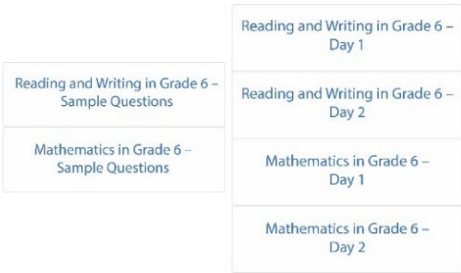 Reading and Writing in Grade 6 –
Sample Questions
Mathematics in Grade 6 –
Sample Questions
Reading and Writing in Grade 6 –
Day 1
Reading and Writing in Grade 6 –
Day 2
Mathematics in Grade 6 –
Day 1
Mathematics in Grade 6 –
Day 2